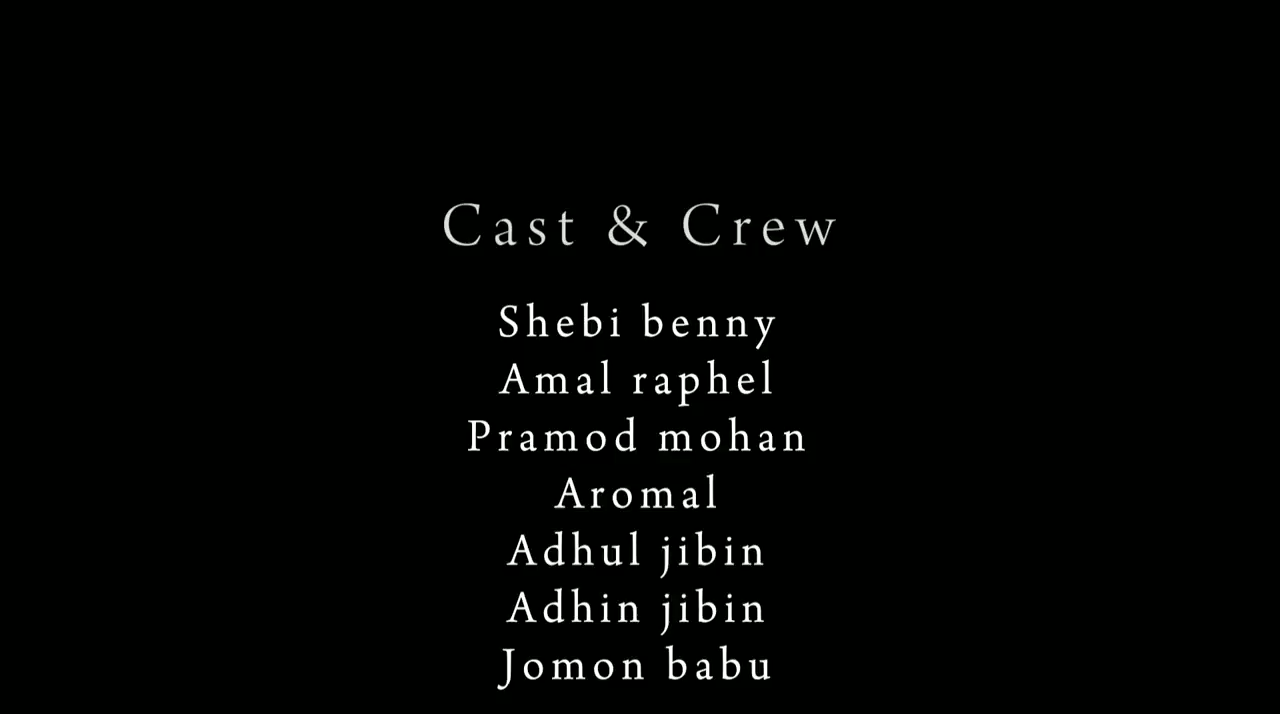 Cast & Crew
Shebi benny
Amal raphel
Pramod mohan
Aromal
Adhul jibin
Adhin jibin
Jomon babu